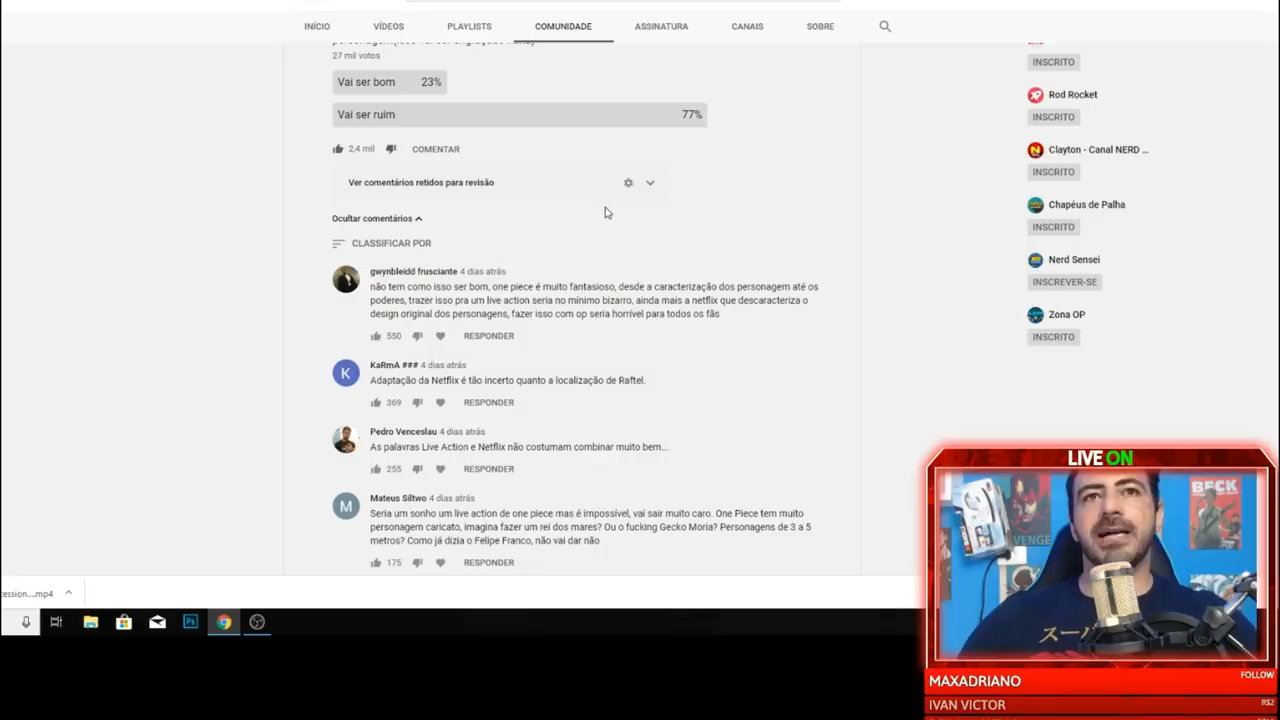 INÍCIO VÍDEOS PLAYLISTS COMUNIDADE ASSINATURA CANAIS SOBRE
27 mil votos
Vai ser bom 23%
Vai ser ruim 77%
2,4 mil COMENTAR
Ver comentários retidos para revisão
Ocultar comentários
CLASSIFICAR POR
gwynbleidd frusciante 4 dias atrás
não tem como isso ser bom, one piece é muito fantasioso, desde a caracterização dos personagem até os
poderes, trazer isso pra um live action seria no mínimo bizarro, ainda mais a netflix que descaracteriza o
design original dos personagens, fazer isso com op seria horrível para todos os fãs
550 RESPONDER
K
KaRmA ### 4 dias atrás
Adaptação da Netflix é tão incerto quanto a localização de Raftel.
369 RESPONDER
Pedro Venceslau 4 dias atrás
As palavras Live Action e Netflix não costumam combinar muito bem...
255 RESPONDER
M
Mateus Siltwo 4 dias atrás
Seria um sonho um live action de one piece mas é impossível, vai sair muito caro. One Piece tem muito
personagem caricato, imagina fazer um rei dos mares? Ou o fucking Gecko Moria? Personagens de 3 a 5
metros? Como já dizia o Felipe Franco, não vai dar não
175 RESPONDER
INSCRITO
Rod Rocket
INSCRITO
Clayton - Canal NERD ...
INSCRITO
Chapéus de Palha
INSCRITO
Nerd Sensei
INSCREVER-SE
Zona OP
INSCRITO
cession....mp4
Ps
LIVE ON
BECK
VENGE
スーパ
MAXADRIANO FOLLOW
IVAN VICTOR R$2